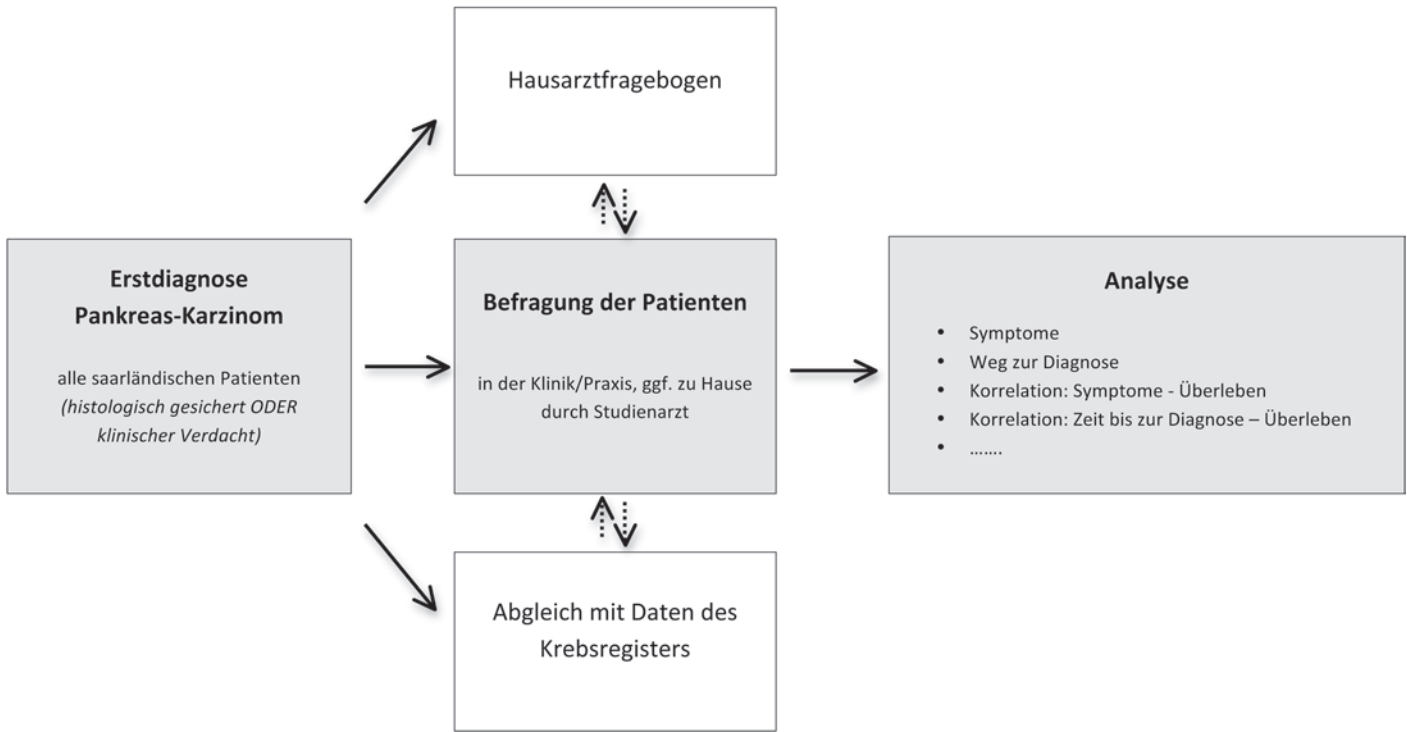 Hausarztfragebogen
Erstdiagnose
Pankreas-Karzinom
alle saarländischen Patienten
(histologisch gesichert ODER
klinischer Verdacht)
Befragung der Patienten
in der Klinik/Praxis, ggf. zu Hause
durch Studienarzt
Analyse
• Symptome
• Weg zur Diagnose
• Korrelation: Symptome - Überleben
• Korrelation: Zeit bis zur Diagnose – Überleben
• …….
Abgleich mit Daten des
Krebsregisters